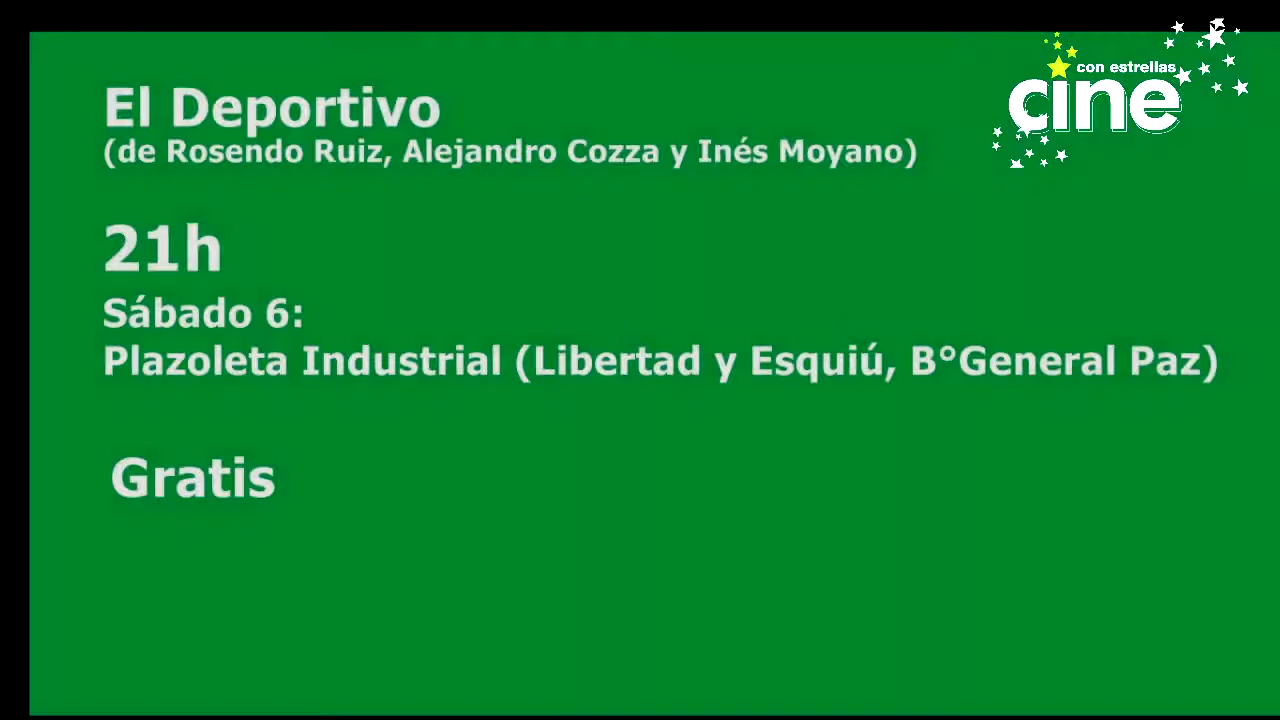 con estrellas
cine
El Deportivo
(de Rosendo Ruiz, Alejandro Cozza y Inés Moyano)
21h
Sábado 6:
Plazoleta Industrial (Libertad y Esquiú, B°General Paz)
Gratis